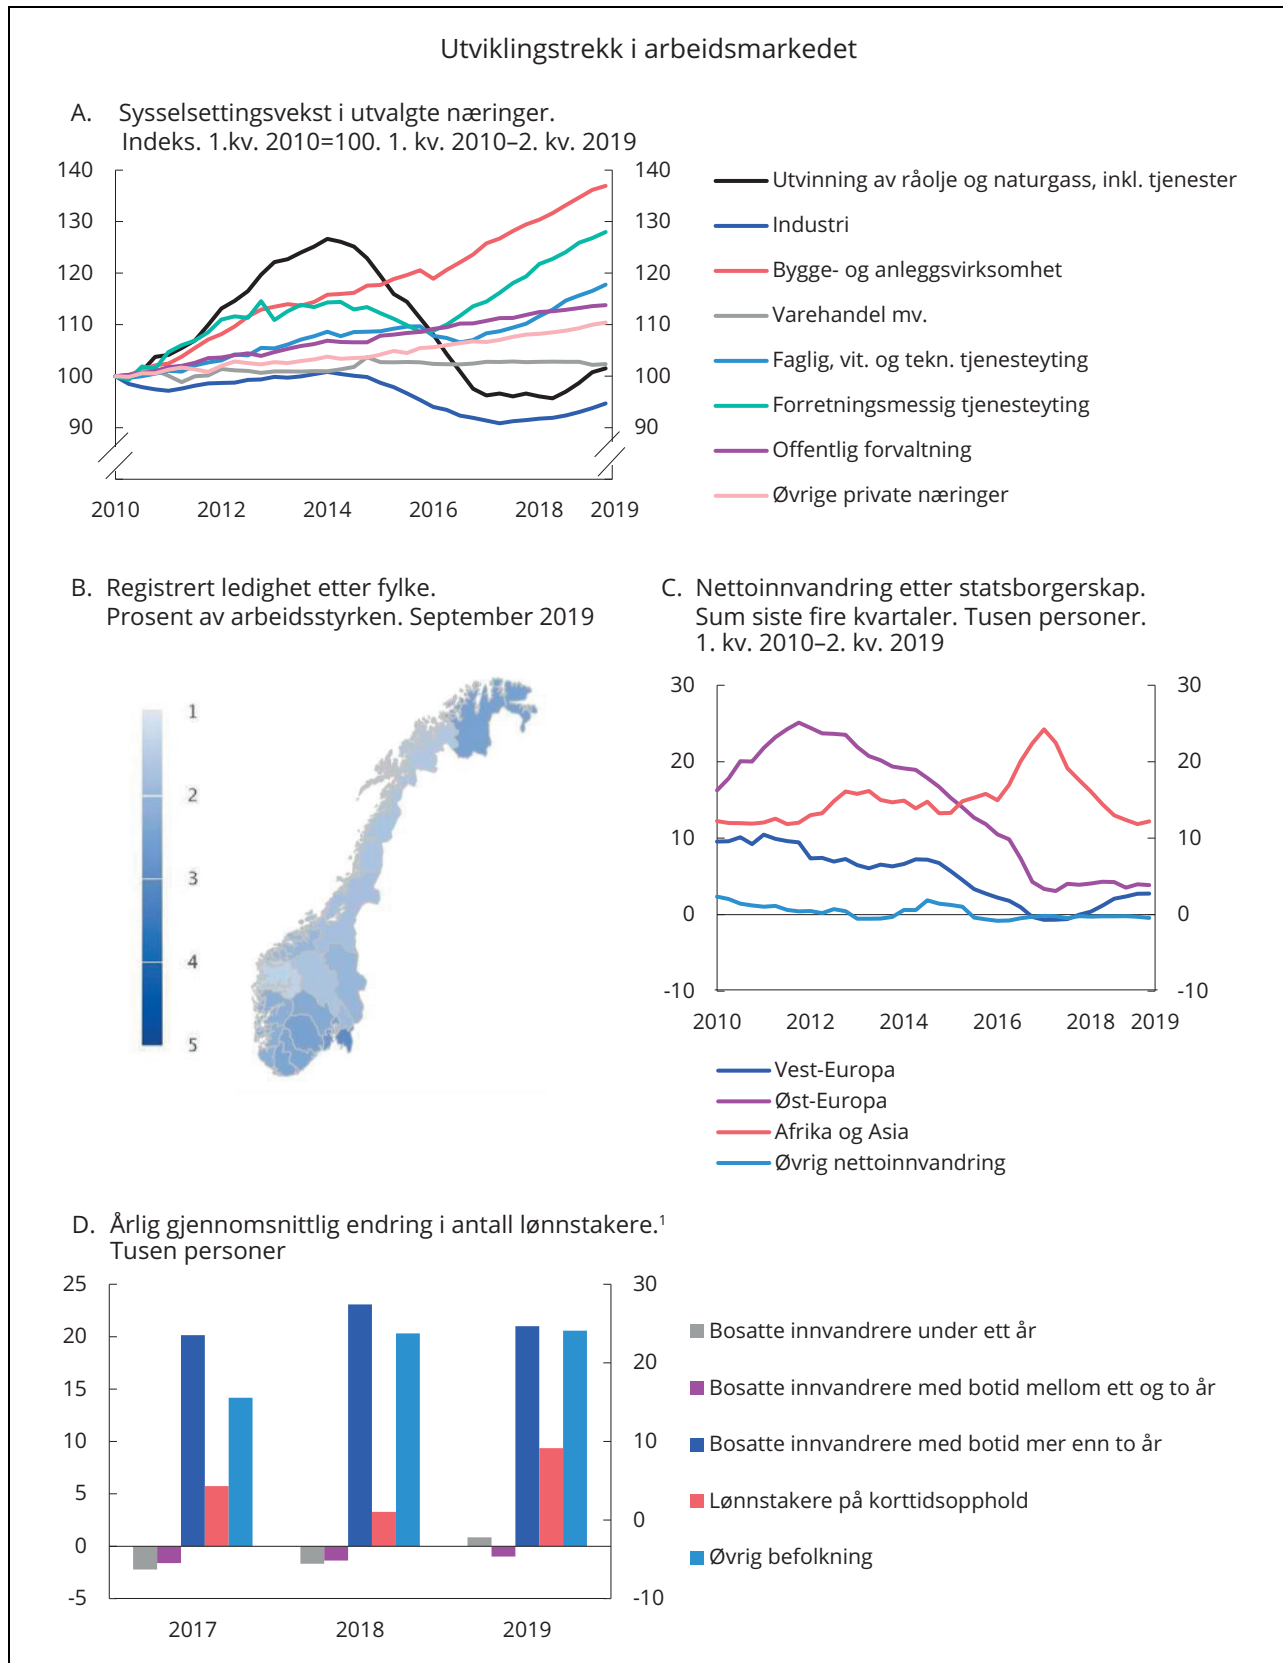 Utviklingstrekk i arbeidsmarkedet
A. Sysselsettingsvekst i utvalgte næringer.
Indeks. 1.kv. 2010=100. 1. kv. 2010–2. kv. 2019
140 140
130 130
120 120
110 110
100 100
90 90
2010 2012 2014 2016 2018 2019
Utvinning av råolje og naturgass, inkl. tjenester
Industri
Bygge- og anleggsvirksomhet
Varehandel mv.
Faglig, vit. og tekn. tjenesteyting
Forretningsmessig tjenesteyting
Offentlig forvaltning
Øvrige private næringer
B. Registrert ledighet etter fylke.
Prosent av arbeidsstyrken. September 2019
1
2
3
4
5
C. Nettoinnvandring etter statsborgerskap.
Sum siste fire kvartaler. Tusen personer.
1. kv. 2010–2. kv. 2019
30 30
20 20
10 10
0 0
-10 -10
2010 2012 2014 2016 2018 2019
Vest-Europa
Øst-Europa
Afrika og Asia
Øvrig nettoinnvandring
D. Årlig gjennomsnittlig endring i antall lønnstakere.¹
Tusen personer
25 30
20 20
15
10 10
5
0 0
-5 -10
2017 2018 2019
Bosatte innvandrere under ett år
Bosatte innvandrere med botid mellom ett og to år
Bosatte innvandrere med botid mer enn to år
Lønnstakere på korttidsopphold
Øvrig befolkning